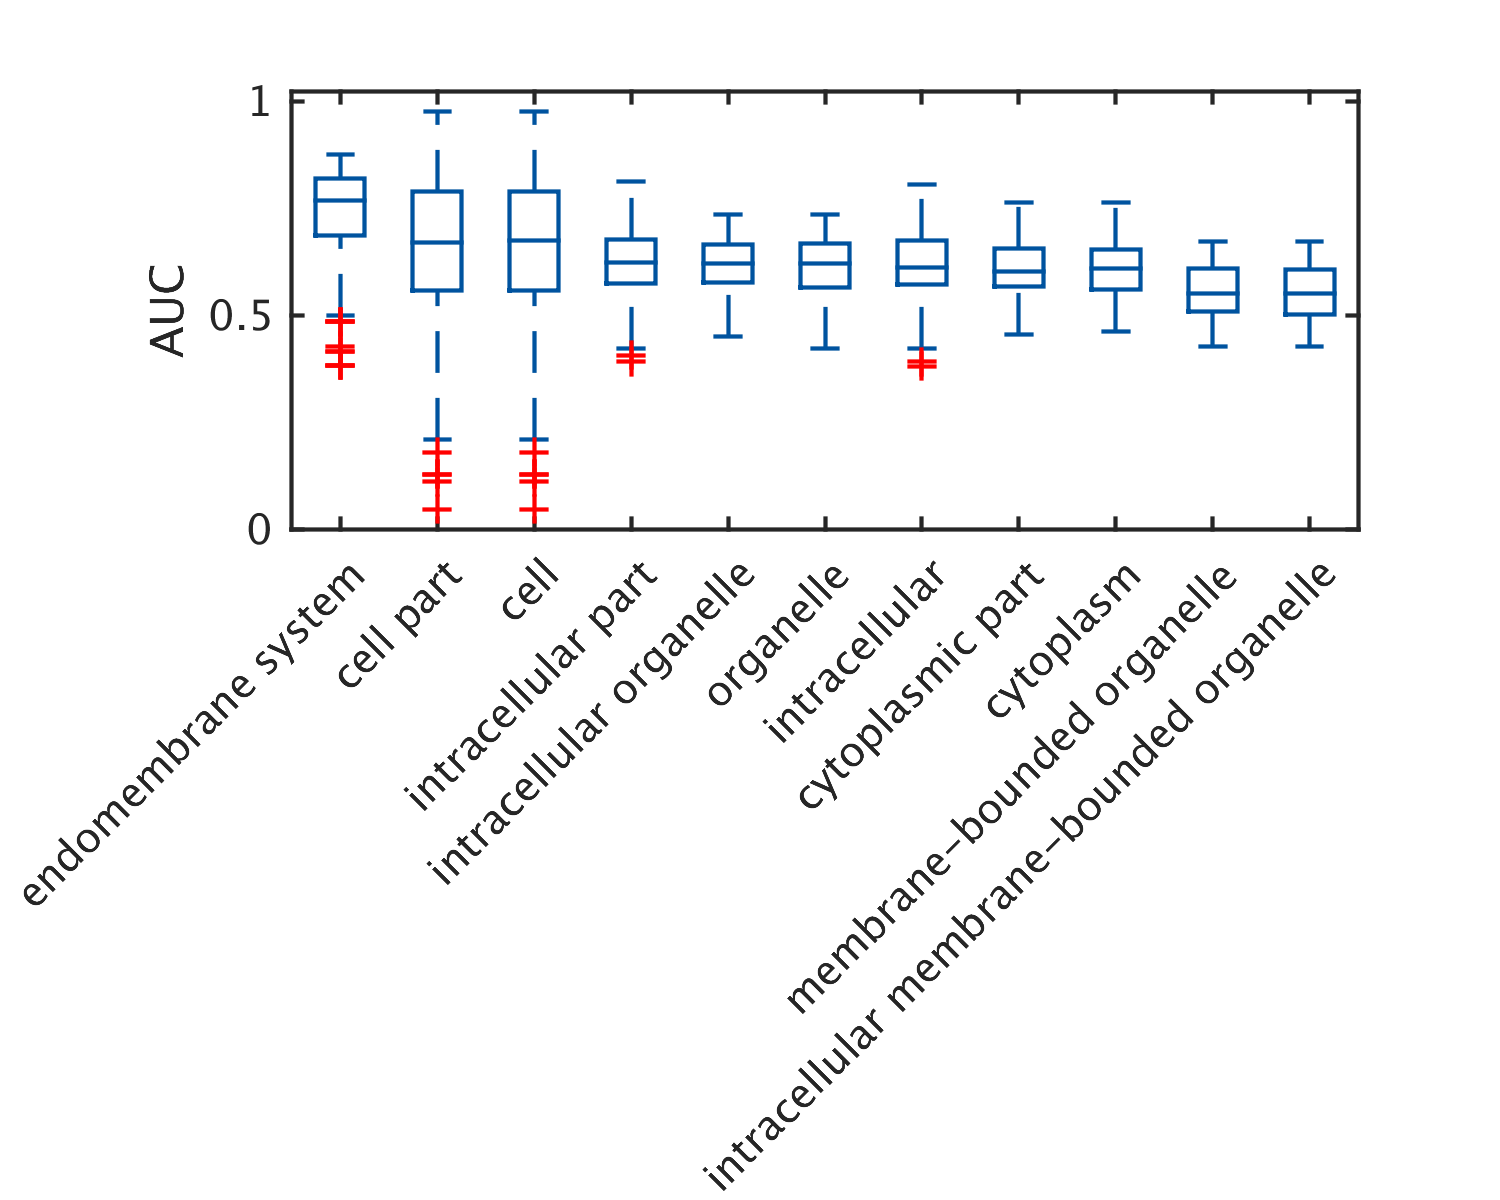 1
0.5
0
AUC
endomembrane system
cell part
cell
intracellular part
intracellular organelle
organelle
intracellular
cytoplasmic part
cytoplasm
membrane–bounded organelle
intracellular membrane–bounded organelle